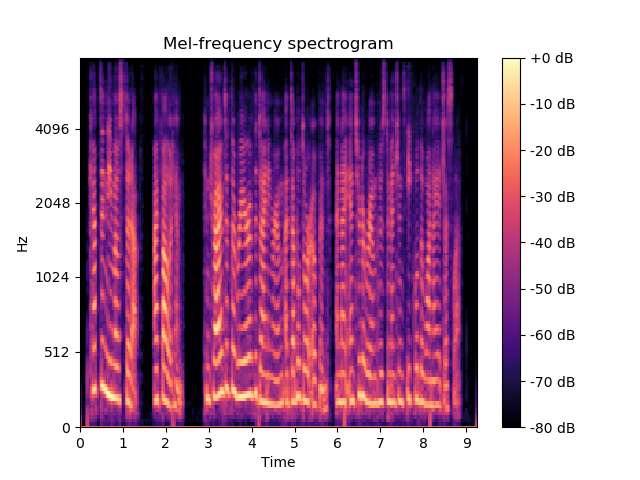 Mel-frequency spectrogram
Hz
4096
2048
1024
512
0
0 1 2 3 4 5 6 7 8 9
Time
+0 dB
-10 dB
-20 dB
-30 dB
-40 dB
-50 dB
-60 dB
-70 dB
-80 dB